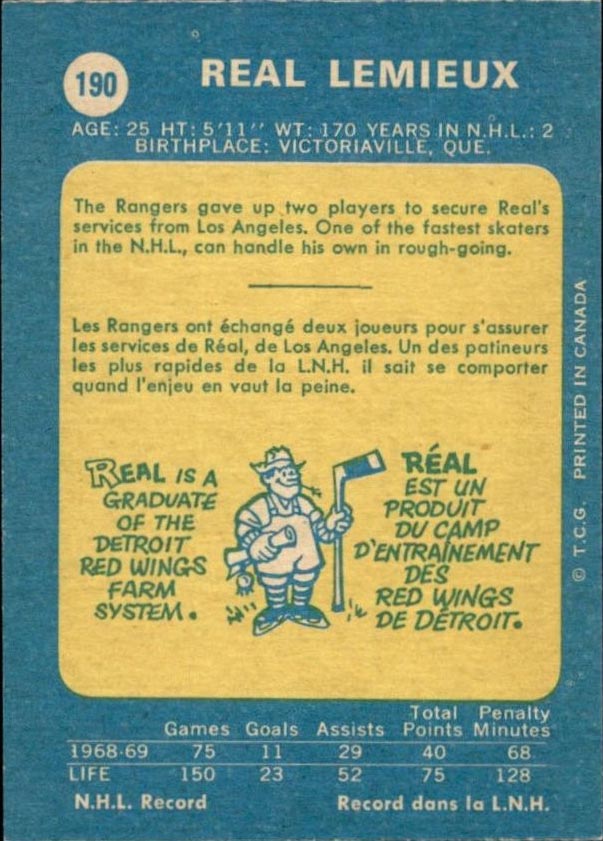 190
REAL LEMIEUX
AGE: 25 HT: 5'11" WT: 170 YEARS IN N.H.L.: 2
BIRTHPLACE: VICTORIAVILLE, QUE.
The Rangers gave up two players to secure Real's
services from Los Angeles. One of the fastest skaters
in the N.H.L., can handle his own in rough-going.
Les Rangers ont échangé deux joueurs pour s'assurer
les services de Réal, de Los Angeles. Un des patineurs
les plus rapides de la L.N.H. il sait se comporter
quand l'enjeu en vaut la peine.
REAL IS A
GRADUATE
OF THE
DETROIT
RED WINGS
FARM
SYSTEM.
RÉAL
EST UN
PRODUIT
DU CAMP
D'ENTRAÎNEMENT
DES
RED WINGS
DE DÉTROIT.
Total Penalty
Games Goals Assists Points Minutes
1968-69 75 11 29 40 68
LIFE 150 23 52 75 128
N.H.L. Record Record dans la L.N.H.
© T.C.G. PRINTED IN CANADA